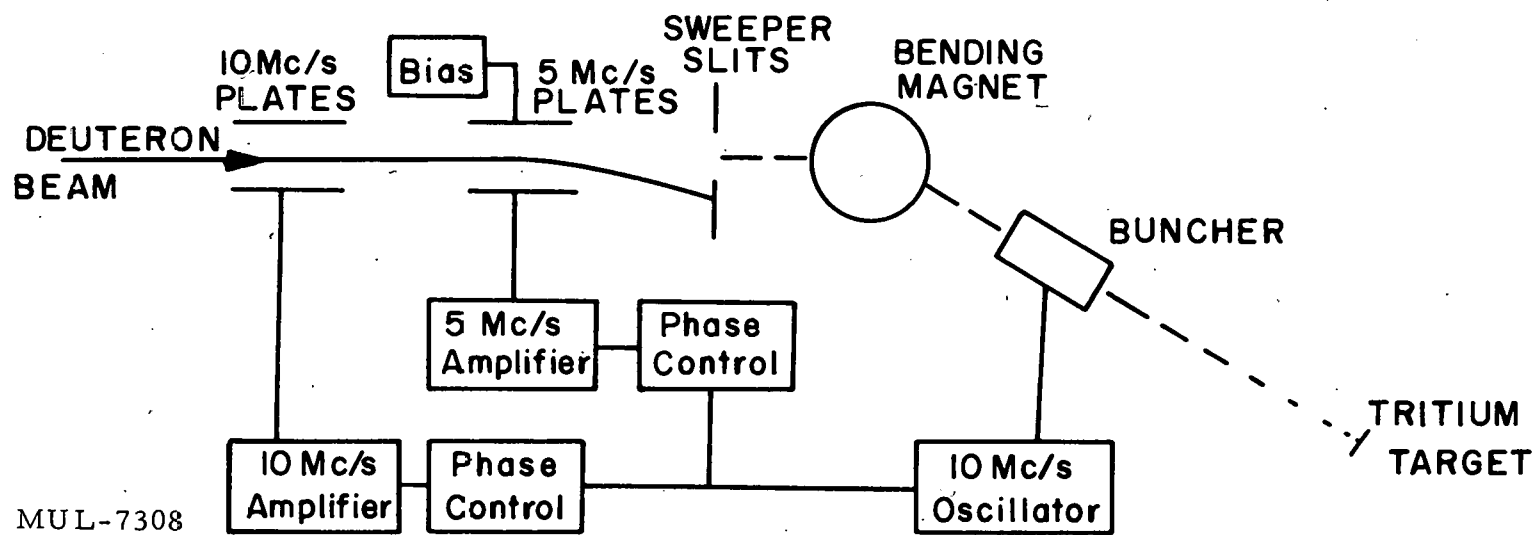 10 Mc/s
PLATES
Bias
5 Mc/s
PLATES
SWEEPER
SLITS
BENDING
MAGNET
DEUTERON
BEAM
BUNCHER
5 Mc/s
Amplifier
Phase
Control
TRITIUM
TARGET
10 Mc/s
Amplifier
Phase
Control
10 Mc/s
Oscillator
MUL-7308